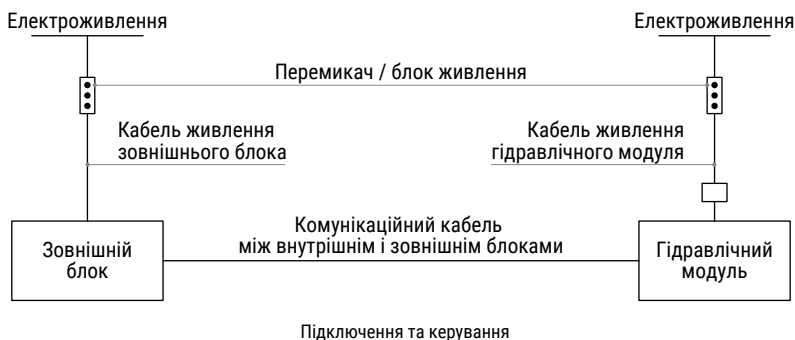 Електроживлення
Електроживлення
Перемикач / блок живлення
Кабель живлення
зовнішнього блока
Кабель живлення
гідравлічного модуля
Комунікаційний кабель
між внутрішнім і зовнішнім блоками
Зовнішній
блок
Гідравлічний
модуль
Підключення та керування